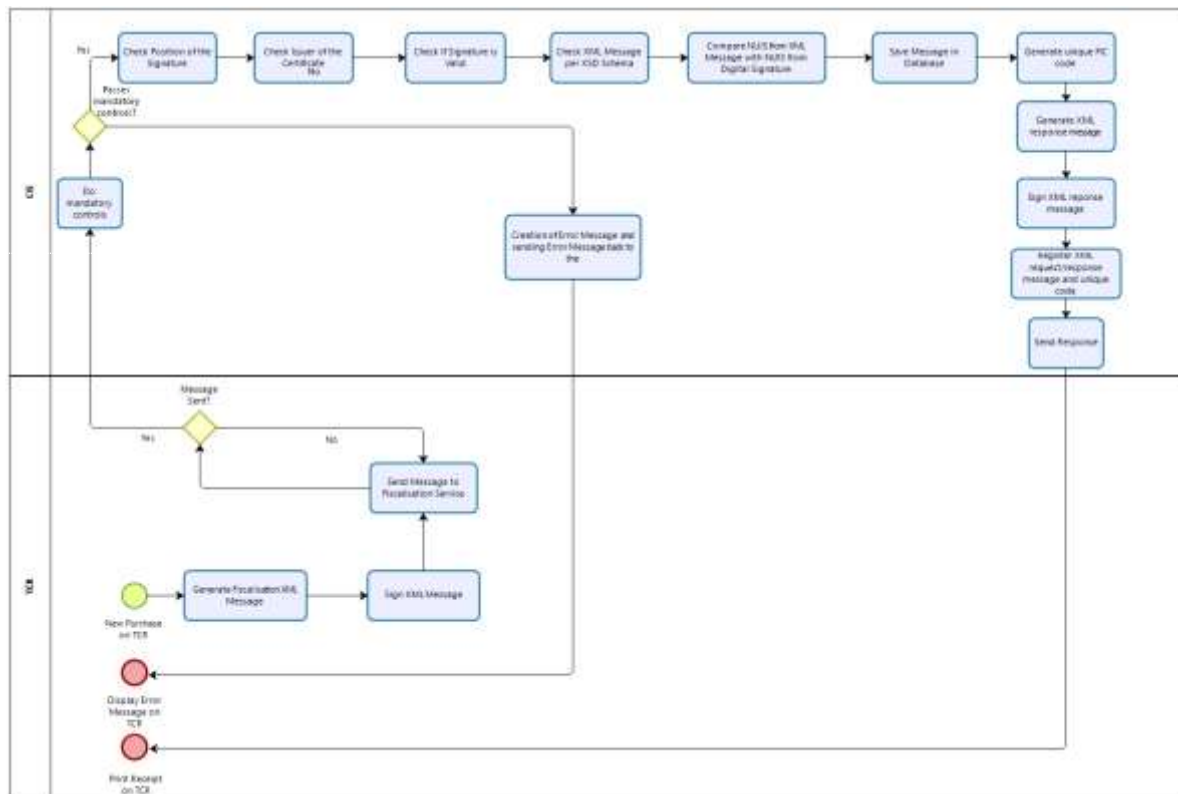 Yes
Check Position of the
Signature
Check Issuer of the
Certificate
No
Check if Signature is
Valid
Check XML Message
per XSD Schema
Compare NUIS from XML
Message with NUIS from
Digital Signature
Save Message in
Database
Generate unique FIC
code
Passes
mandatory
controls?
Generate XML
response message
CIS
Do
mandatory
controls
Sign XML reponse
message
Creation of Error Message and
sending Error Message back to
the
Register XML
request/response
message and unique
code
Send Response
Message
Sent?
Yes
No
Send Message to
Fiscalisation Service
TCR
Generate Fiscalisation XML
Message
Sign XML Message
New Purchase
on TCR
Display Error
Message on
TCR
Print Receipt
on TCR